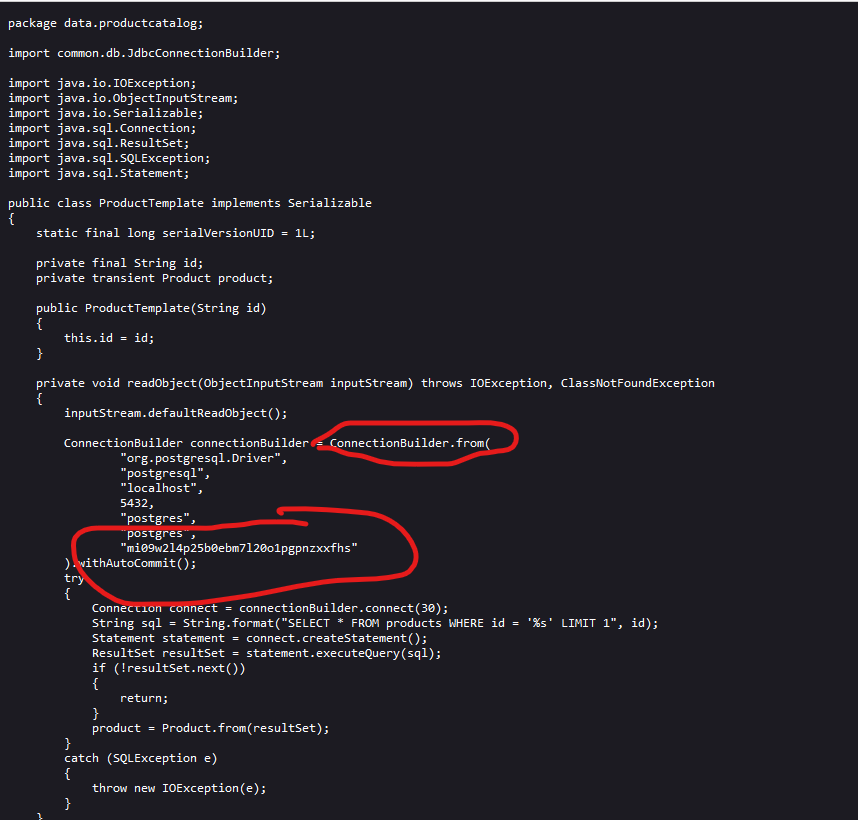 package data.productcatalog;
import common.db.JdbcConnectionBuilder;
import java.io.IOException;
import java.io.ObjectInputStream;
import java.io.Serializable;
import java.sql.Connection;
import java.sql.ResultSet;
import java.sql.SQLException;
import java.sql.Statement;
public class ProductTemplate implements Serializable
{
static final long serialVersionUID = 1L;
private final String id;
private transient Product product;
public ProductTemplate(String id)
{
this.id = id;
}
private void readObject(ObjectInputStream inputStream) throws IOException, ClassNotFoundException
{
inputStream.defaultReadObject();
ConnectionBuilder connectionBuilder = ConnectionBuilder.from(
"org.postgresql.Driver",
"postgresql",
"localhost",
5432,
"postgres",
"postgres",
"mi09w2l4p25b0ebm7l20o1pgpnzxxfhs"
).withAutoCommit();
try
{
Connection connect = connectionBuilder.connect(30);
String sql = String.format("SELECT * FROM products WHERE id = '%s' LIMIT 1", id);
Statement statement = connect.createStatement();
ResultSet resultSet = statement.executeQuery(sql);
if (!resultSet.next())
{
return;
}
product = Product.from(resultSet);
}
catch (SQLException e)
{
throw new IOException(e);
}
}